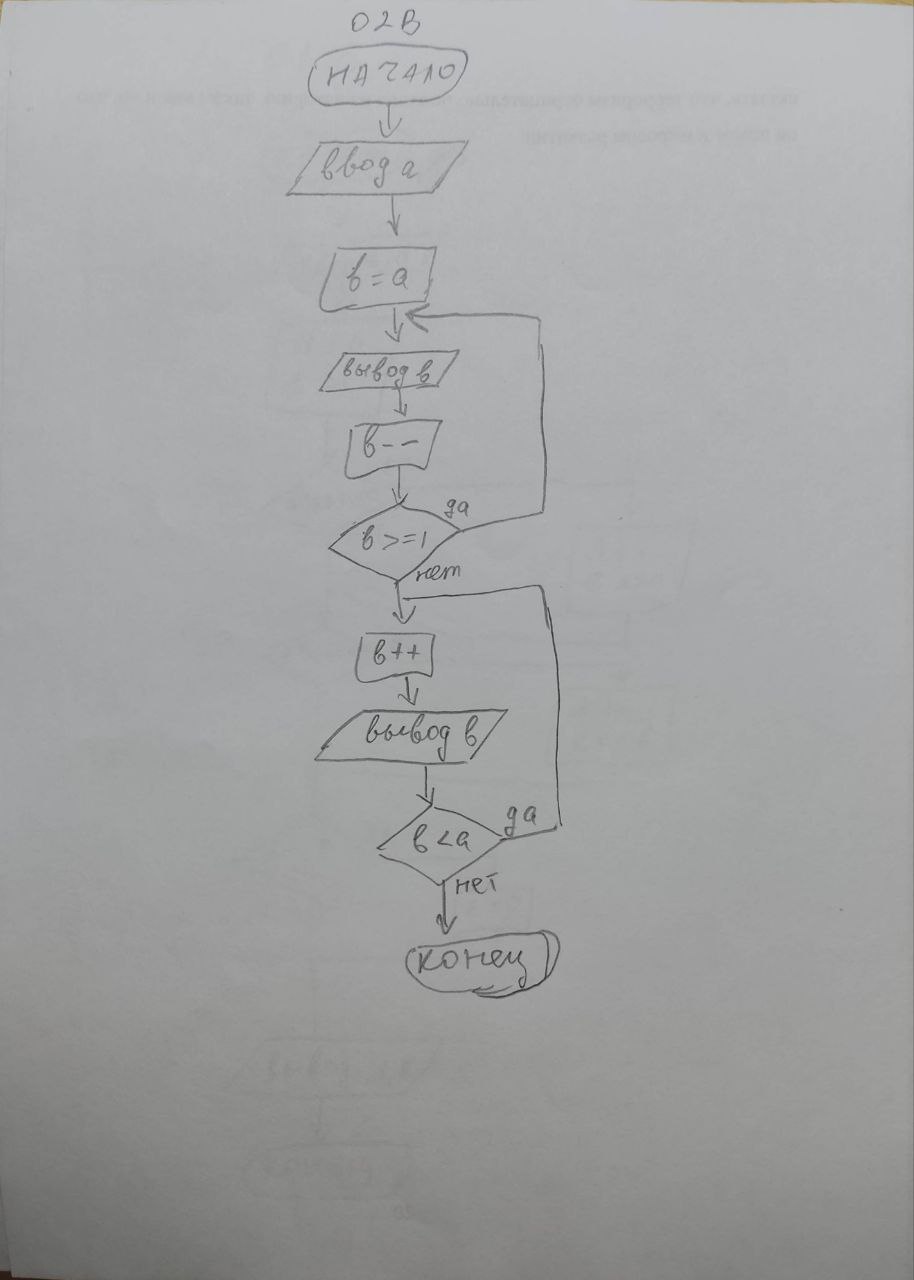 02В
НАЧАЛО
ввод а
в=а
вывод в
в--
да
в>=1
нет
в++
вывод в
да
в<а
нет
конец